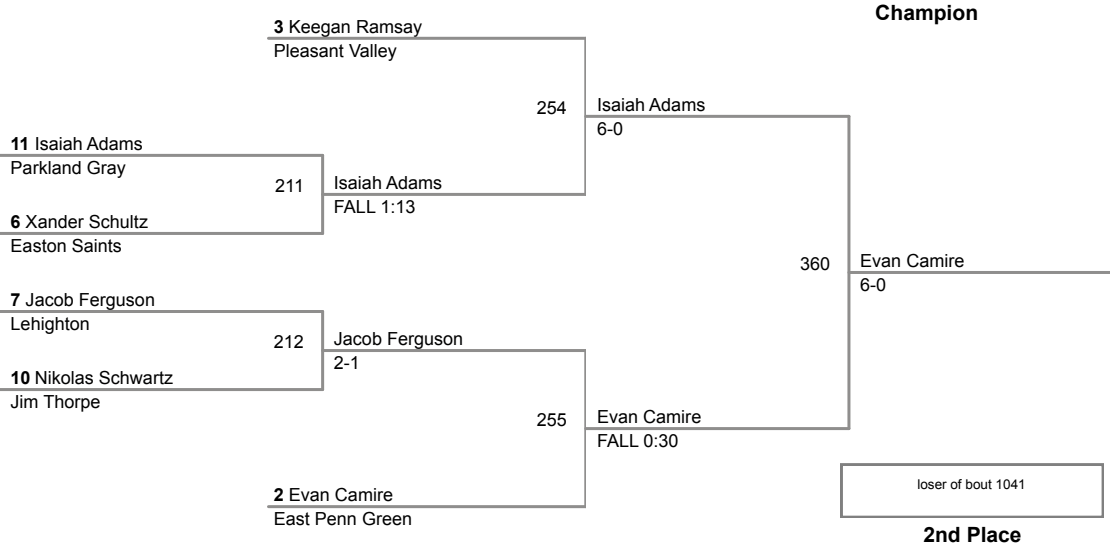 Champion
3 Keegan Ramsay
Pleasant Valley
254
Isaiah Adams
6-0
11 Isaiah Adams
Parkland Gray
211
Isaiah Adams
FALL 1:13
6 Xander Schultz
Easton Saints
360
Evan Camire
6-0
7 Jacob Ferguson
Lehighton
212
Jacob Ferguson
2-1
10 Nikolas Schwartz
Jim Thorpe
255
Evan Camire
FALL 0:30
2 Evan Camire
East Penn Green
loser of bout 1041
2nd Place